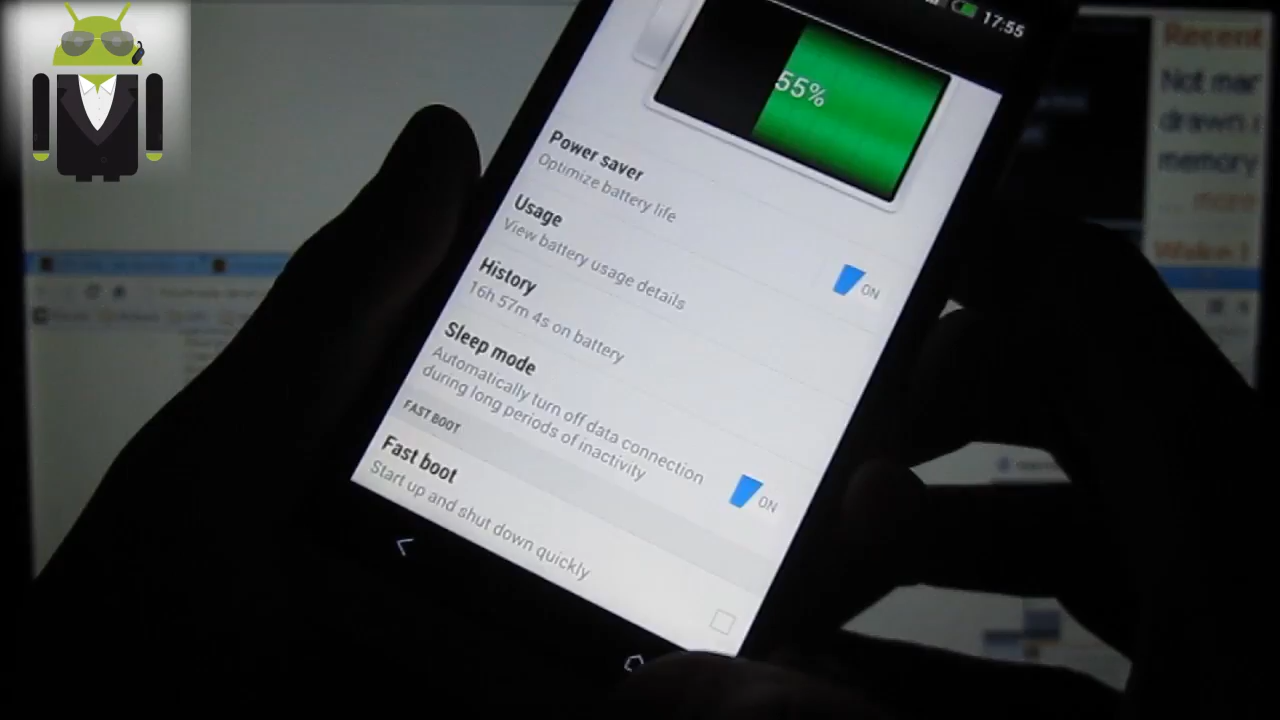 17:55
55%
Power saver
Optimize battery life
ON
Usage
View battery usage details
History
16h 57m 4s on battery
Sleep mode
Automatically turn off data connection
during long periods of inactivity
ON
FAST BOOT
Fast boot
Start up and shut down quickly
Recent
Not mar
drawn
memory